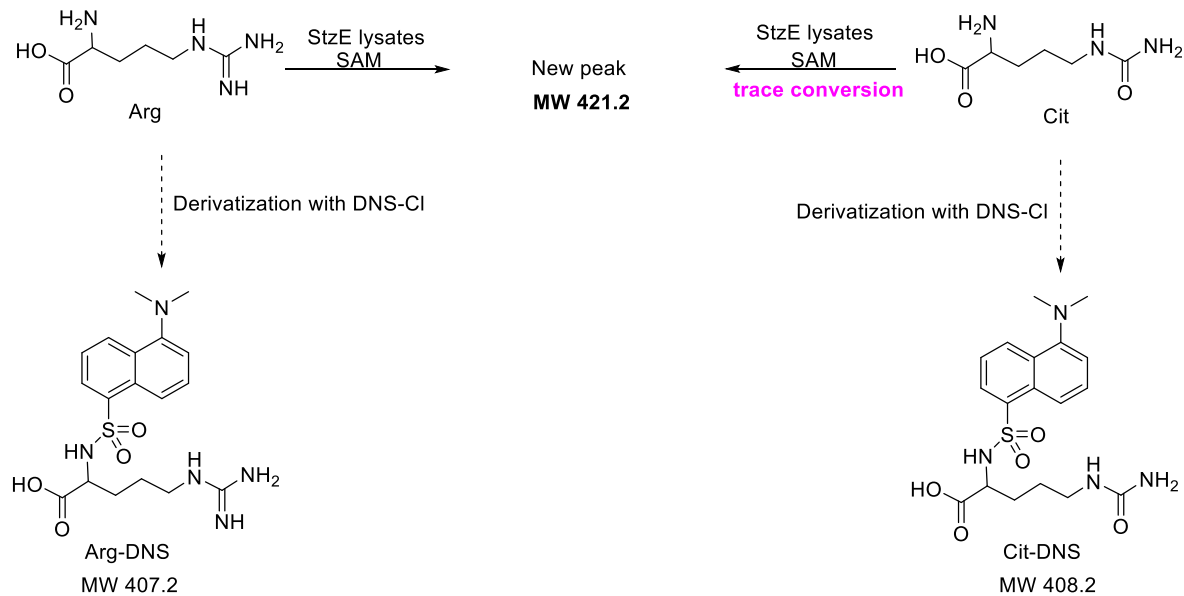 H2N
HO
O
H
N
NH2
NH
Arg
StzE lysates
SAM
New peak
MW 421.2
StzE lysates
SAM
trace conversion
H2N
HO
O
H
N
NH2
O
Cit
Derivatization with DNS-Cl
Derivatization with DNS-Cl
N
S
O
O
HN
HO
O
H
N
NH2
NH
Arg-DNS
MW 407.2
N
S
O
O
HN
HO
O
H
N
NH2
O
Cit-DNS
MW 408.2